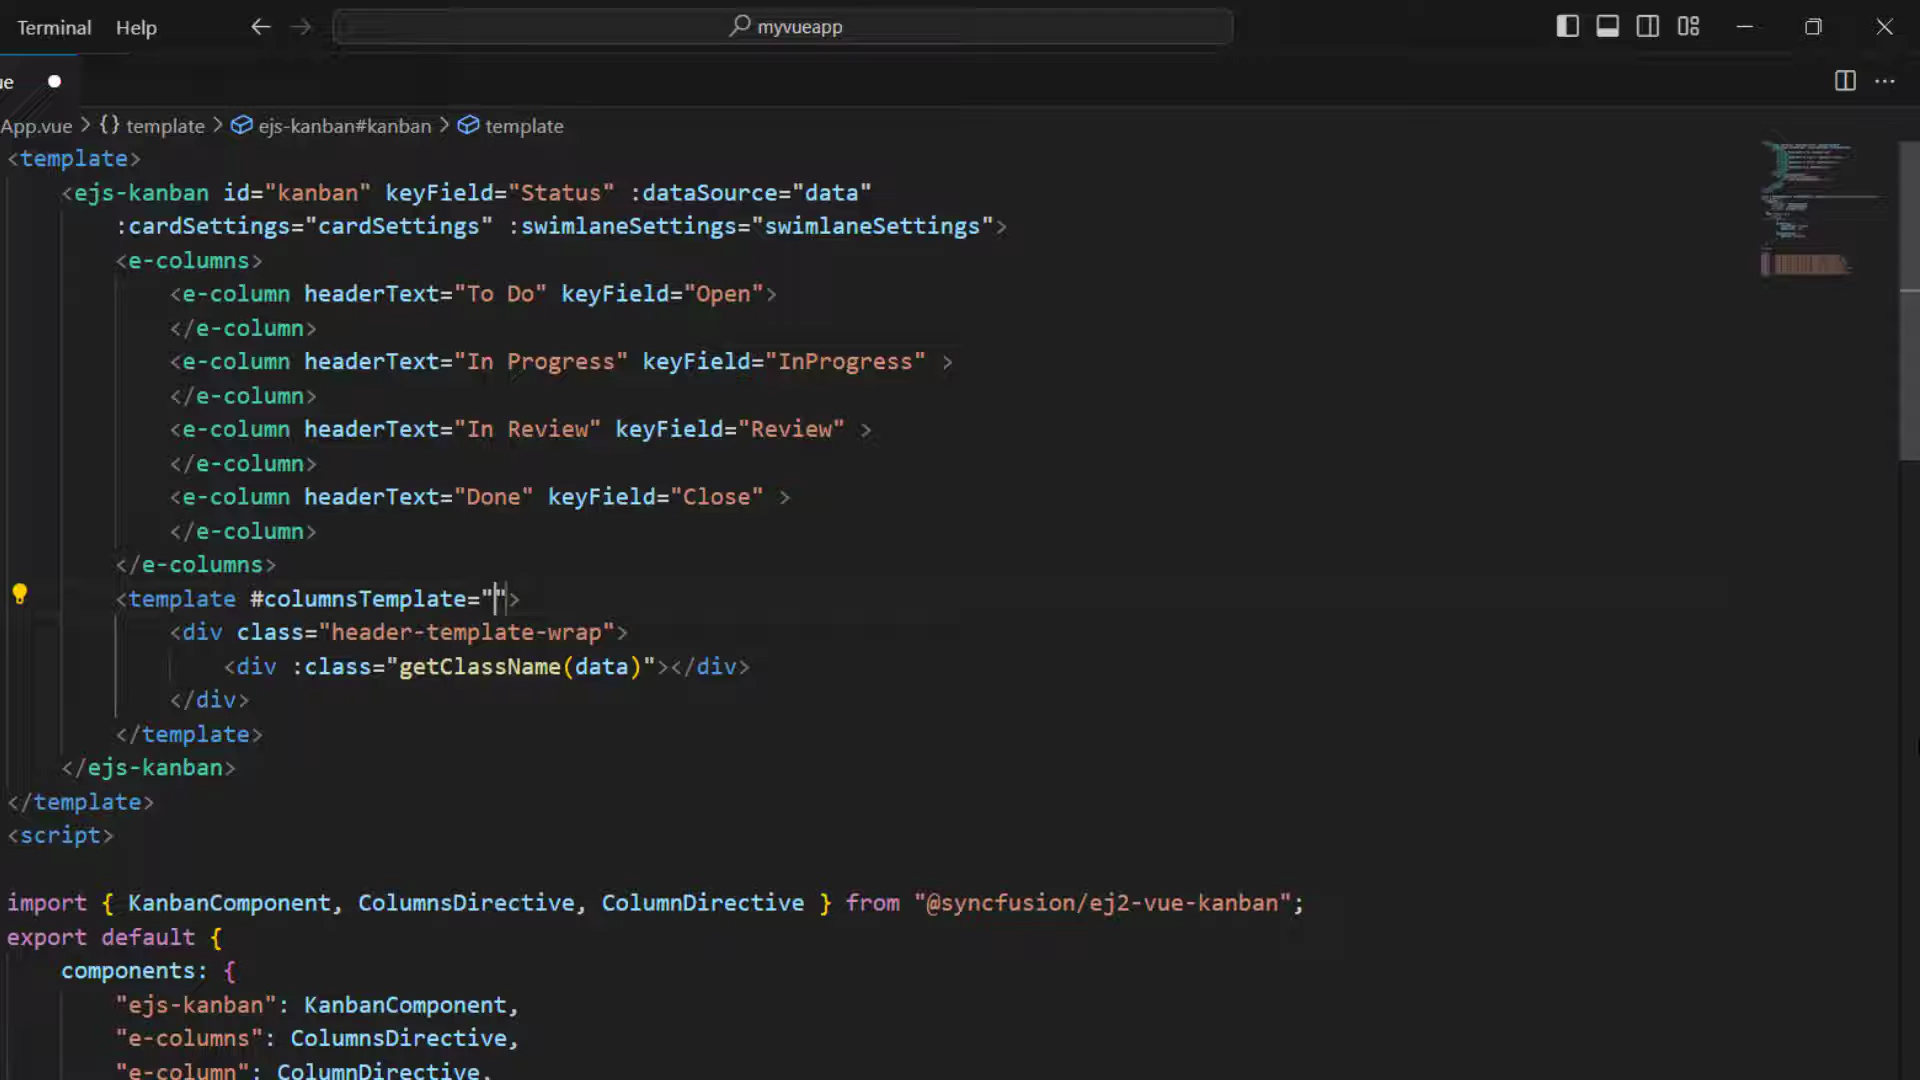 Terminal Help myvueapp
ue
App.vue > {} template > ejs-kanban#kanban > template
<template>
<ejs-kanban id="kanban" keyField="Status" :dataSource="data"
:cardSettings="cardSettings" :swimlaneSettings="swimlaneSettings">
<e-columns>
<e-column headerText="To Do" keyField="Open">
</e-column>
<e-column headerText="In Progress" keyField="InProgress" >
</e-column>
<e-column headerText="In Review" keyField="Review" >
</e-column>
<e-column headerText="Done" keyField="Close" >
</e-column>
</e-columns>
<template #columnsTemplate="">
<div class="header-template-wrap">
<div :class="getClassName(data)"></div>
</div>
</template>
</ejs-kanban>
</template>
<script>
import { KanbanComponent, ColumnsDirective, ColumnDirective } from "@syncfusion/ej2-vue-kanban";
export default {
components: {
"ejs-kanban": KanbanComponent,
"e-columns": ColumnsDirective,
"e-column": ColumnDirective,